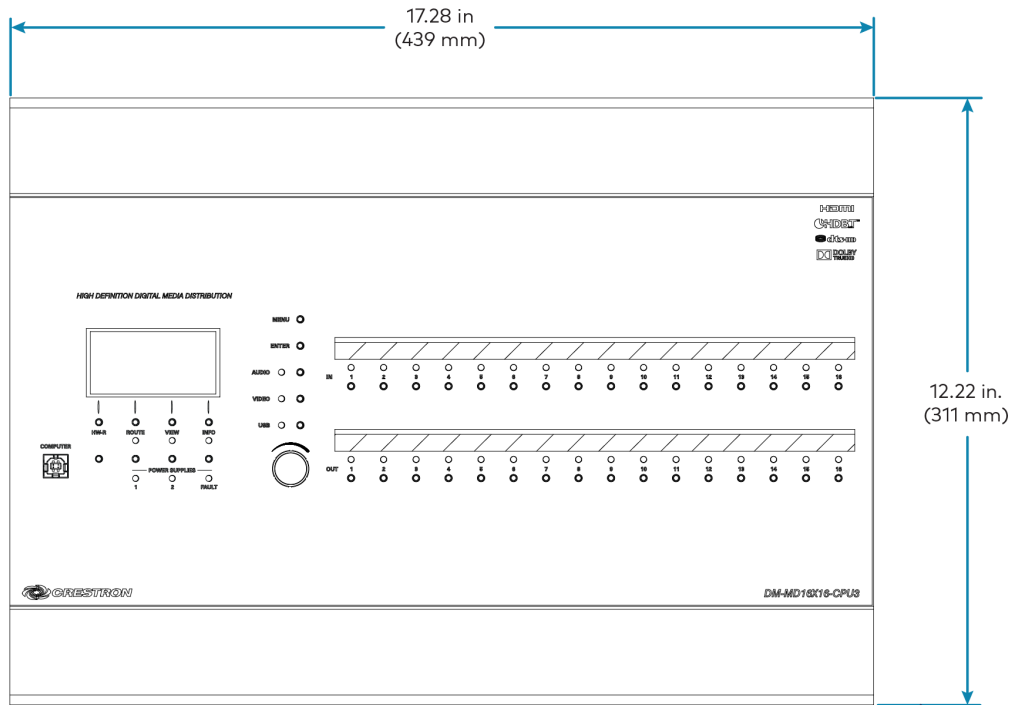 17.28 in
(439 mm)
HDMI
HDBT™
dts-HD
DOLBY
TRUEHD
HIGH DEFINITION DIGITAL MEDIA DISTRIBUTION
MENU
ENTER
AUDIO
IN 1 2 3 4 5 6 7 8 9 10 11 12 13 14 15 16
VIDEO
12.22 in.
(311 mm)
USB
HW-R ROUTE VIEW INFO
COMPUTER
OUT 1 2 3 4 5 6 7 8 9 10 11 12 13 14 15 16
POWER SUPPLIES
1 2 FAULT
CRESTRON
DM-MD16X16-CPU3